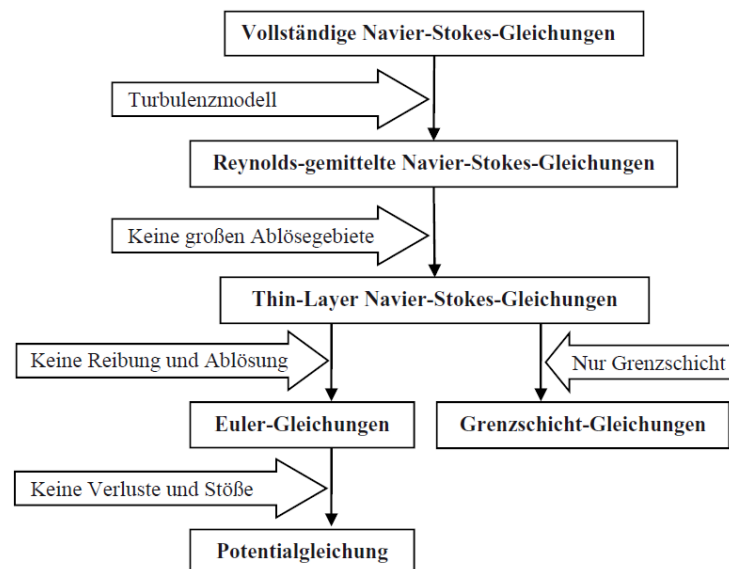 Vollständige Navier-Stokes-Gleichungen
Turbulenzmodell
Reynolds-gemittelte Navier-Stokes-Gleichungen
Keine großen Ablösegebiete
Thin-Layer Navier-Stokes-Gleichungen
Keine Reibung und Ablösung
Nur Grenzschicht
Euler-Gleichungen
Grenzschicht-Gleichungen
Keine Verluste und Stöße
Potentialgleichung